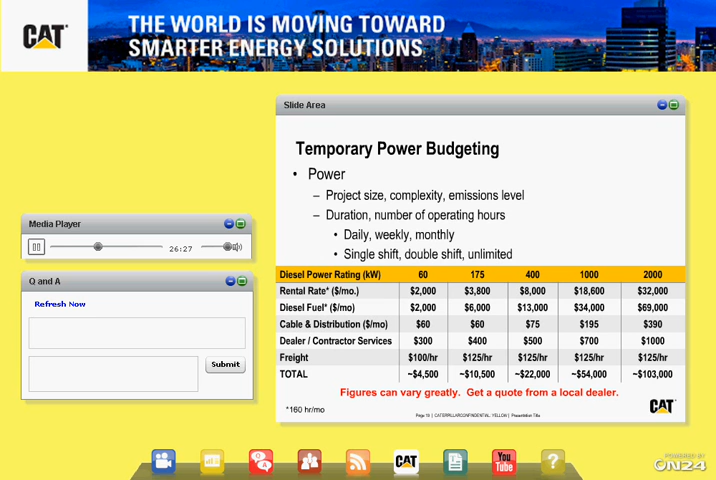 CAT
THE WORLD IS MOVING TOWARD
SMARTER ENERGY SOLUTIONS
Slide Area
Temporary Power Budgeting
• Power
– Project size, complexity, emissions level
– Duration, number of operating hours
• Daily, weekly, monthly
• Single shift, double shift, unlimited
Media Player
26:27
Q and A
Refresh Now
Submit
Diesel Power Rating (kW) 60 175 400 1000 2000
Rental Rate* ($/mo.) $2,000 $3,800 $8,000 $18,600 $32,000
Diesel Fuel* ($/mo) $2,000 $6,000 $13,000 $34,000 $69,000
Cable & Distribution ($/mo) $60 $60 $75 $195 $390
Dealer / Contractor Services $300 $400 $500 $700 $1000
Freight $100/hr $125/hr $125/hr $125/hr $125/hr
TOTAL ~$4,500 ~$10,500 ~$22,000 ~$54,000 ~$103,000
Figures can vary greatly. Get a quote from a local dealer.
*160 hr/mo
Page 19 | CATERPILLAR CONFIDENTIAL: YELLOW | Presentation Title
CAT
Q A
CAT
You Tube
?
POWERED BY
ON24